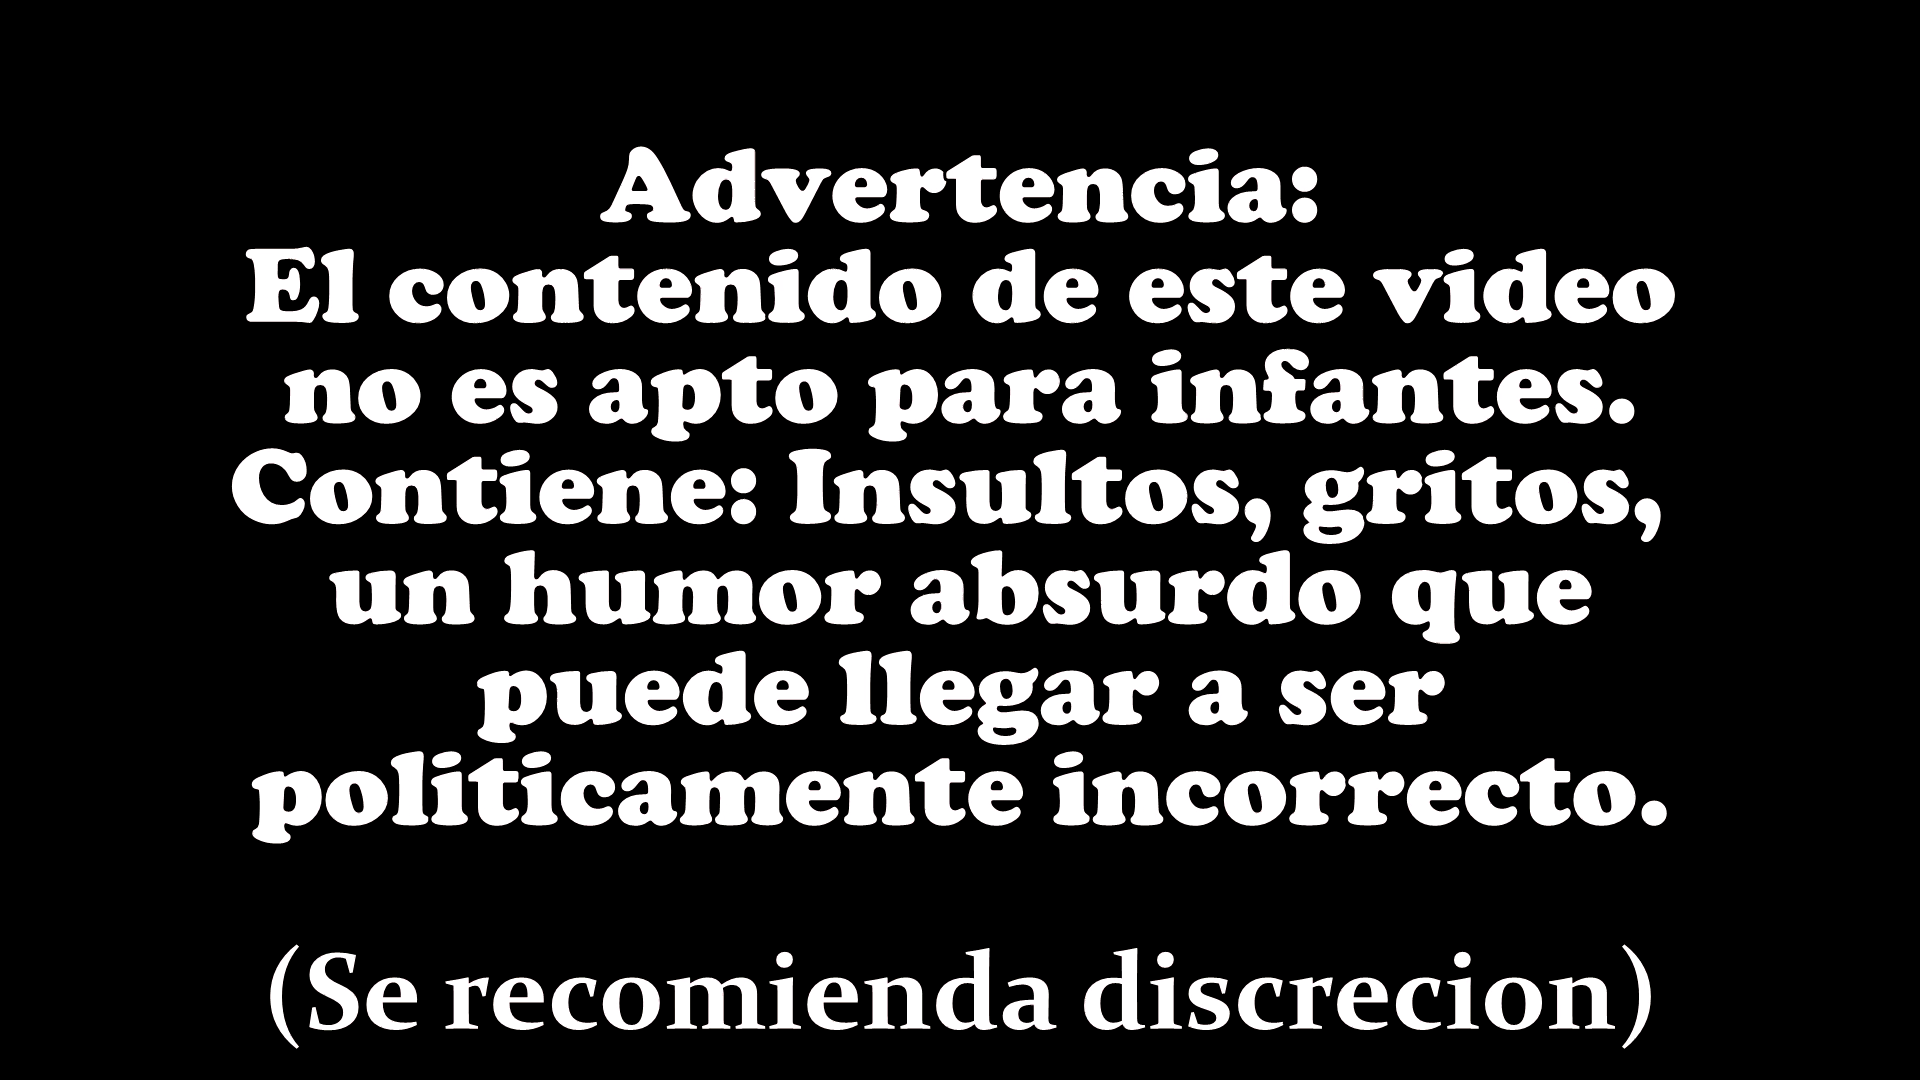 Advertencia:
El contenido de este video
no es apto para infantes.
Contiene: Insultos, gritos,
un humor absurdo que
puede llegar a ser
politicamente incorrecto.
(Se recomienda discrecion)